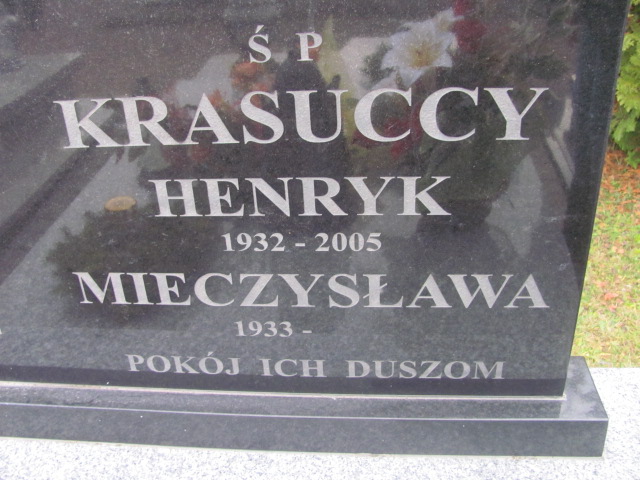 Ś P
KRASUCCY
HENRYK
1932 - 2005
MIECZYSŁAWA
1933 -
POKÓJ ICH DUSZOM